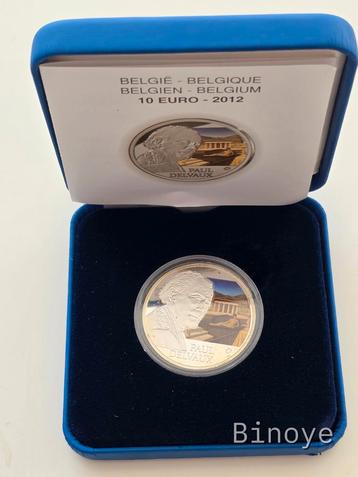 BELGIË - BELGIQUE
BELGIEN - BELGIUM
10 EURO - 2012
PAUL
DELVAUX
PAUL
DELVAUX
Binoye